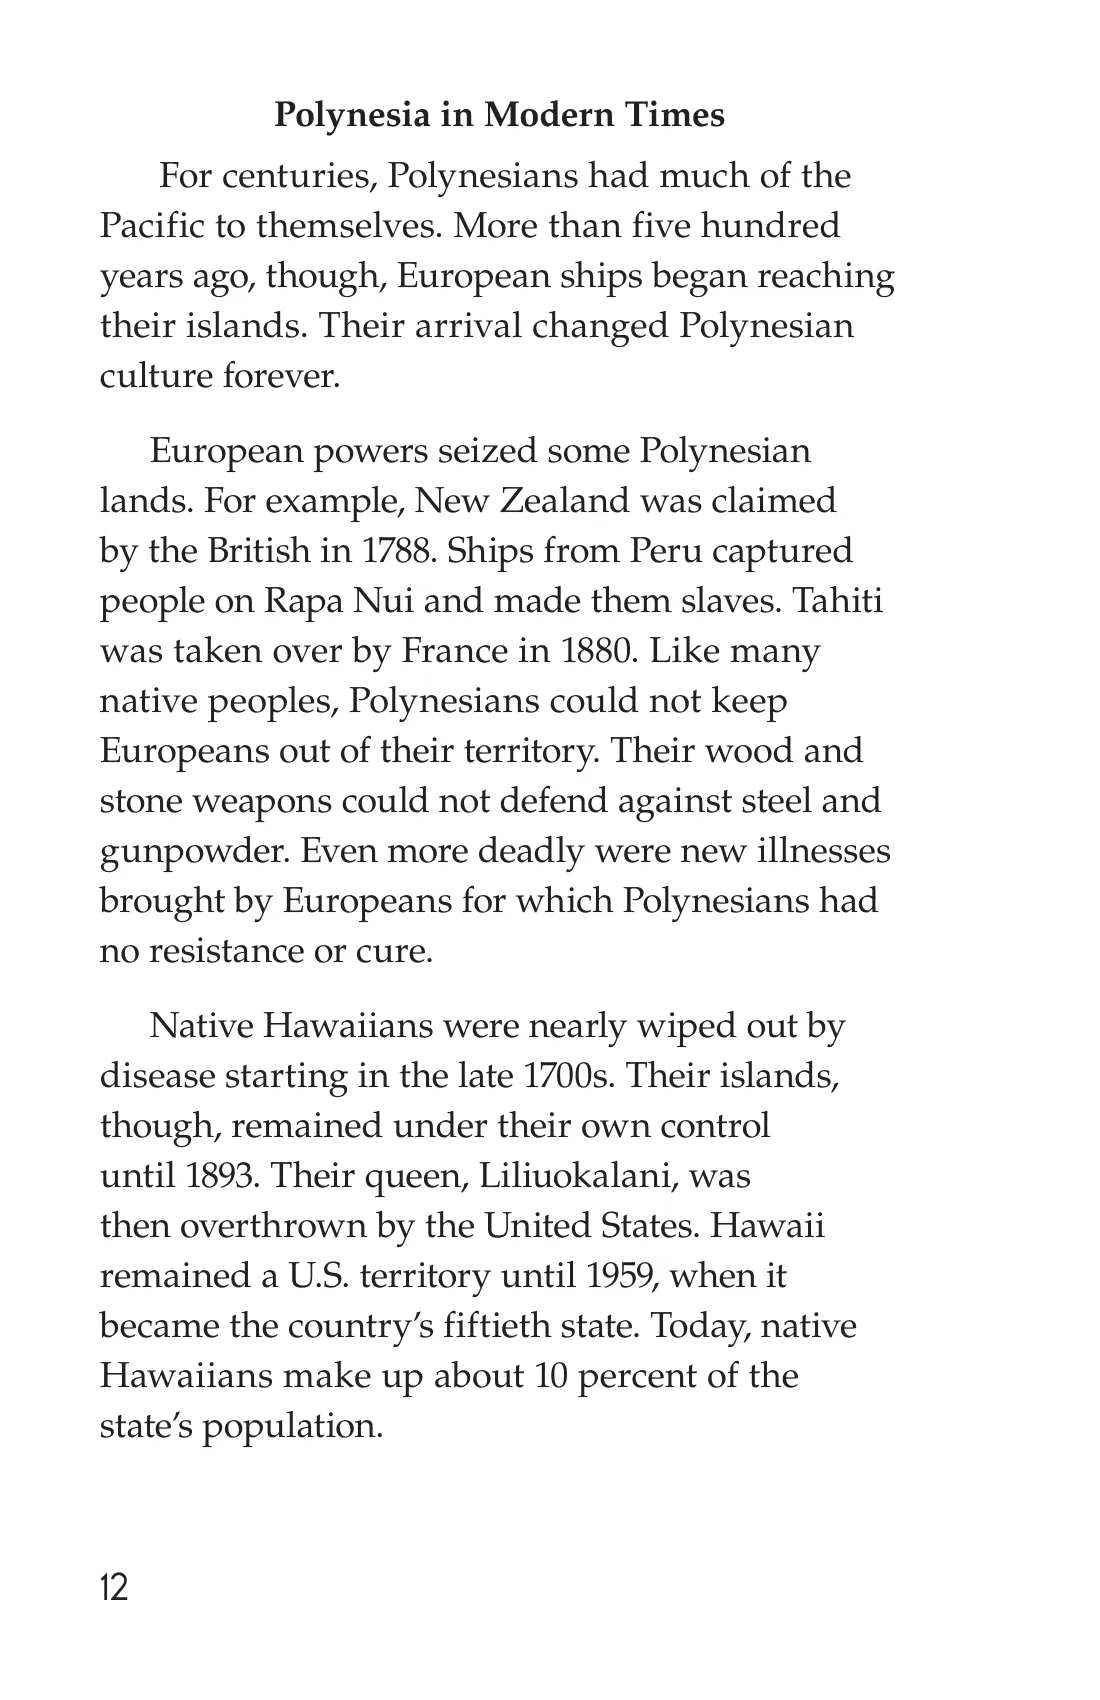 Polynesia in Modern Times
For centuries, Polynesians had much of the
Pacific to themselves. More than five hundred
years ago, though, European ships began reaching
their islands. Their arrival changed Polynesian
culture forever.
European powers seized some Polynesian
lands. For example, New Zealand was claimed
by the British in 1788. Ships from Peru captured
people on Rapa Nui and made them slaves. Tahiti
was taken over by France in 1880. Like many
native peoples, Polynesians could not keep
Europeans out of their territory. Their wood and
stone weapons could not defend against steel and
gunpowder. Even more deadly were new illnesses
brought by Europeans for which Polynesians had
no resistance or cure.
Native Hawaiians were nearly wiped out by
disease starting in the late 1700s. Their islands,
though, remained under their own control
until 1893. Their queen, Liliuokalani, was
then overthrown by the United States. Hawaii
remained a U.S. territory until 1959, when it
became the country’s fiftieth state. Today, native
Hawaiians make up about 10 percent of the
state’s population.
12